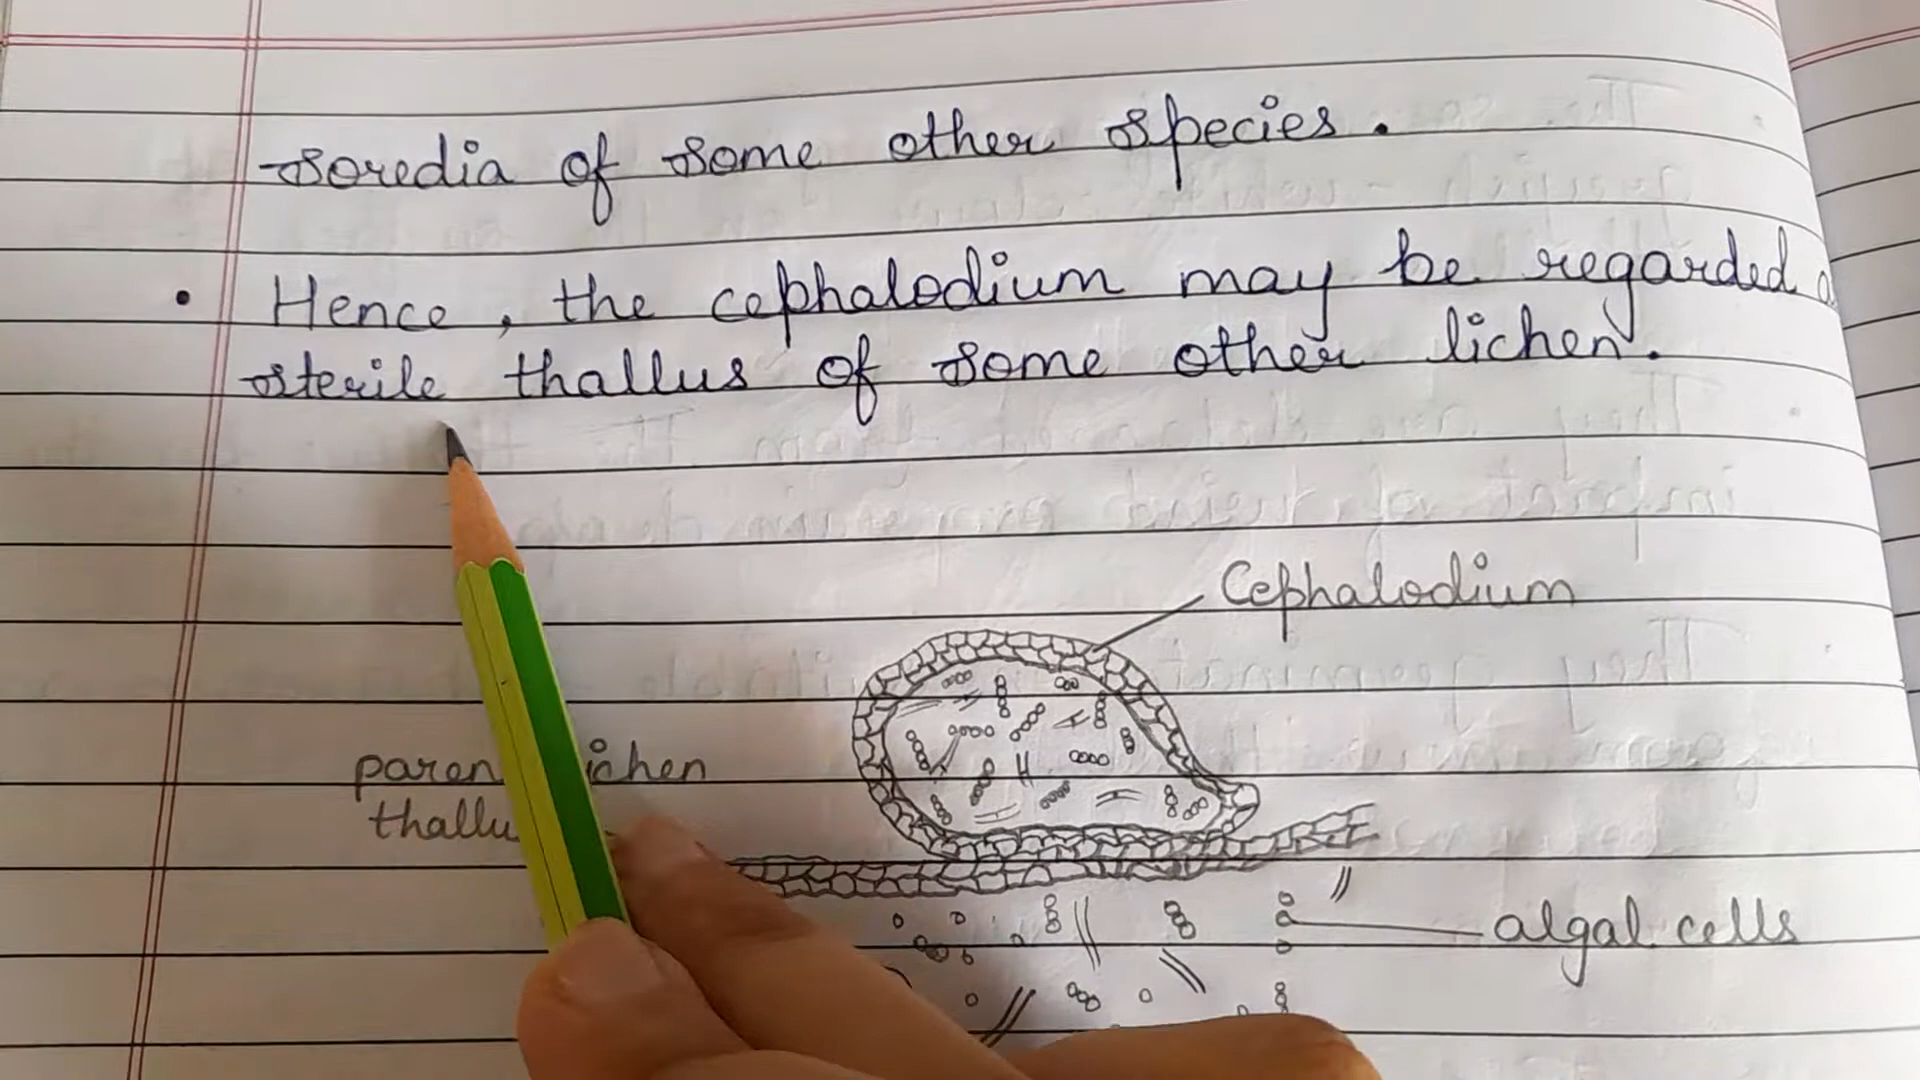 soredia of some other species.
• Hence, the cephalodium may be regarded
sterile thallus of some other lichen.
Cephalodium
thallu
algal cells